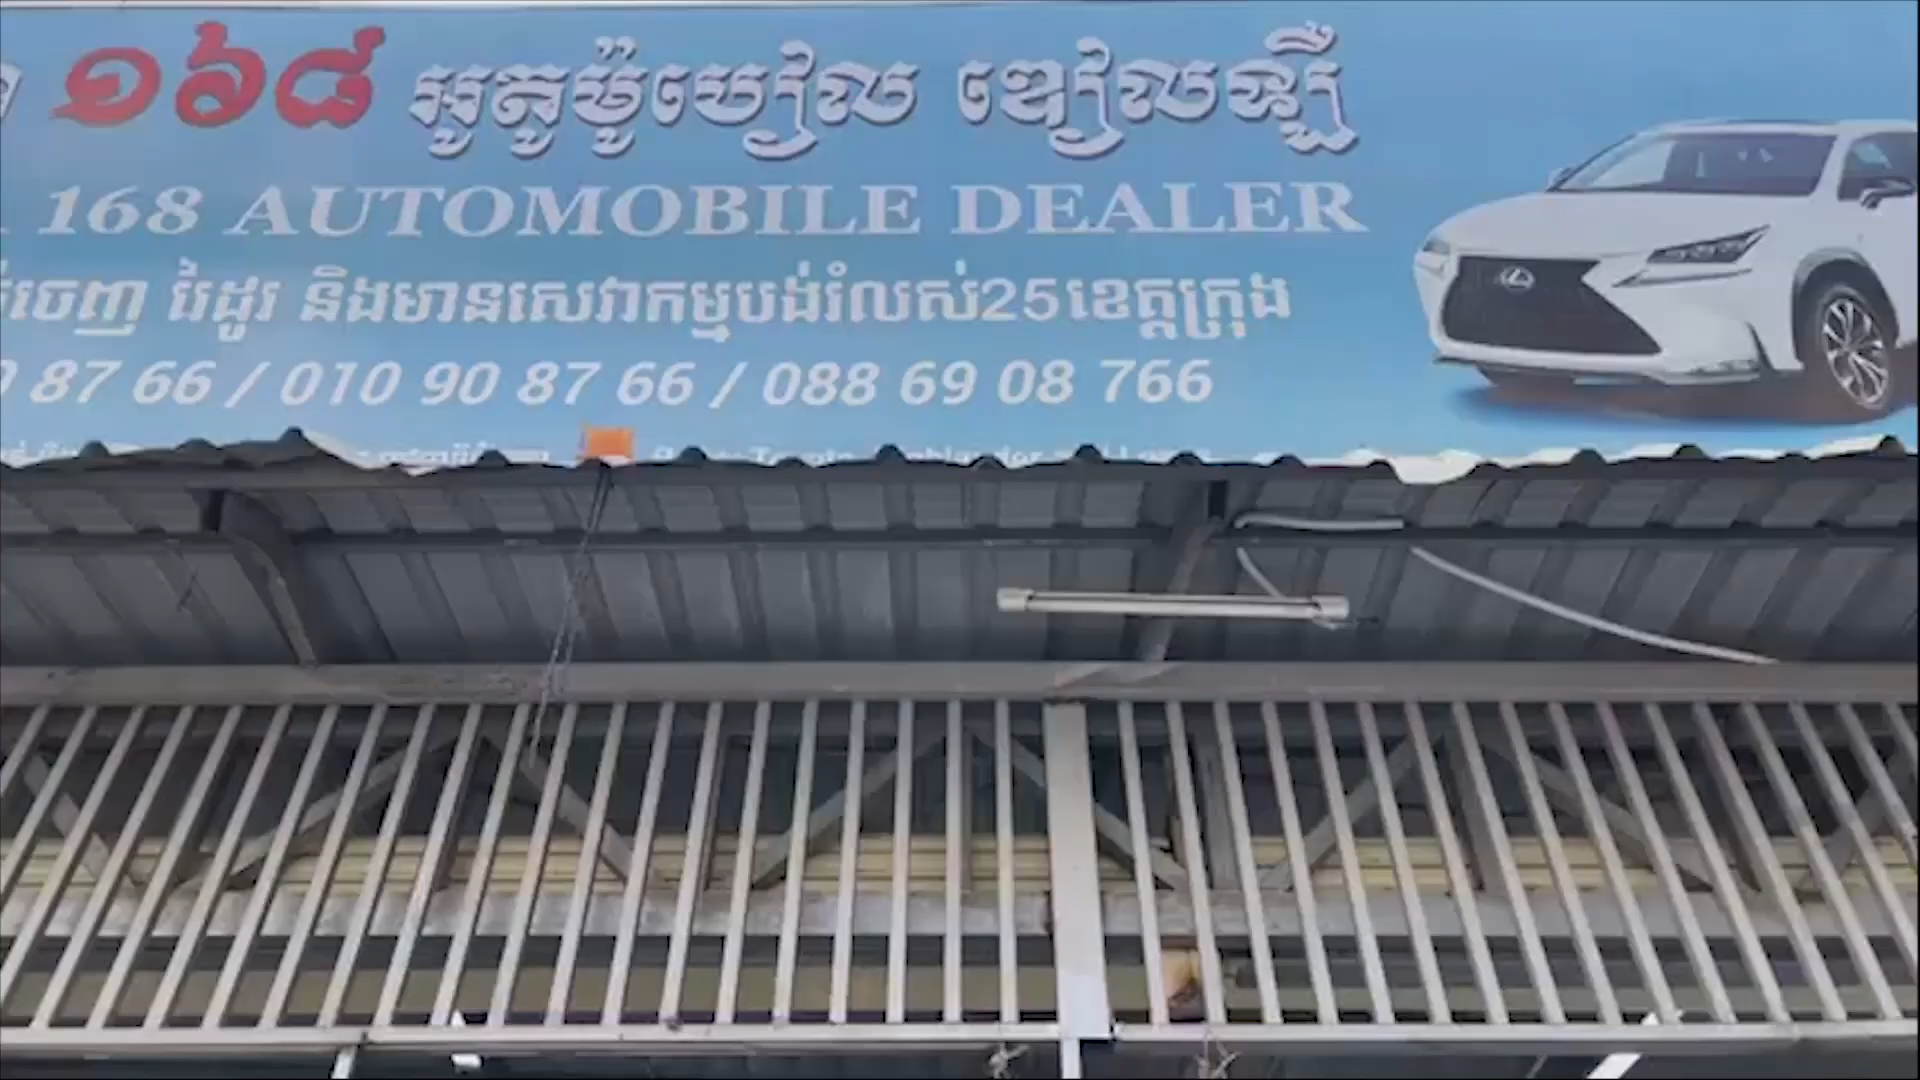 ១៦៨ អូតូម៉ូបៀល ឌៀលឡឺ
168 AUTOMOBILE DEALER
ចេញ រ៉ៃដូរ និងមានសេវាកម្មបង់រំលស់25ខេត្តក្រុង
87 66 / 010 90 87 66 / 088 69 08 766